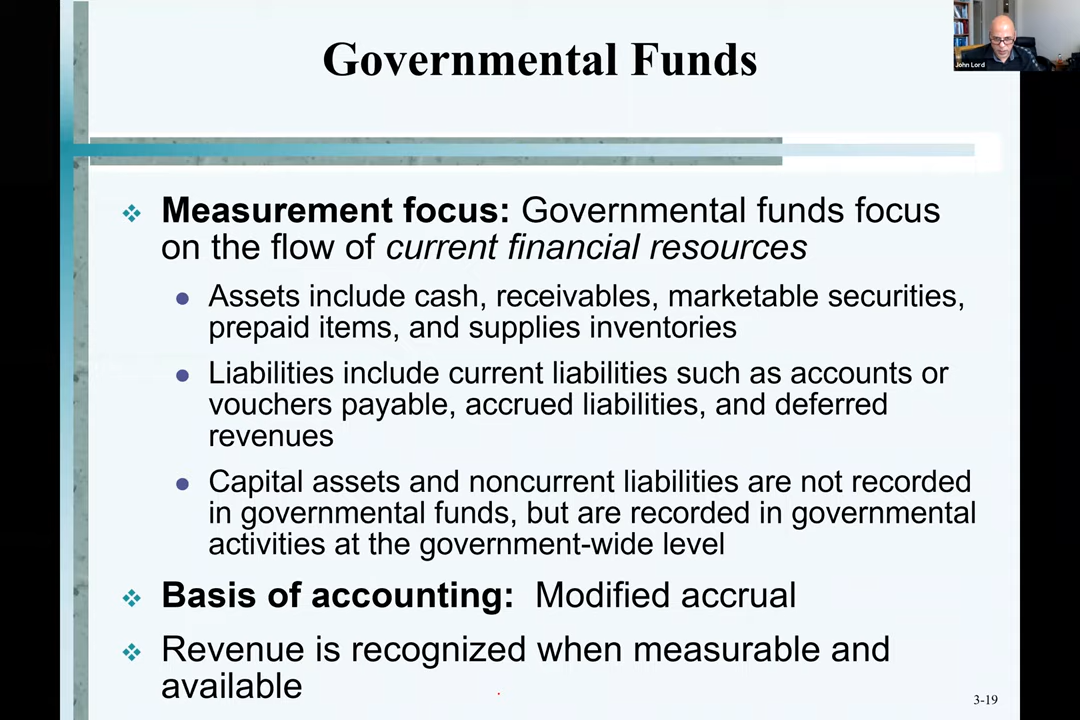 Governmental Funds
John Lord
Measurement focus: Governmental funds focus
on the flow of current financial resources
Assets include cash, receivables, marketable securities,
prepaid items, and supplies inventories
Liabilities include current liabilities such as accounts or
vouchers payable, accrued liabilities, and deferred
revenues
Capital assets and noncurrent liabilities are not recorded
in governmental funds, but are recorded in governmental
activities at the government-wide level
Basis of accounting: Modified accrual
Revenue is recognized when measurable and
available
3-19